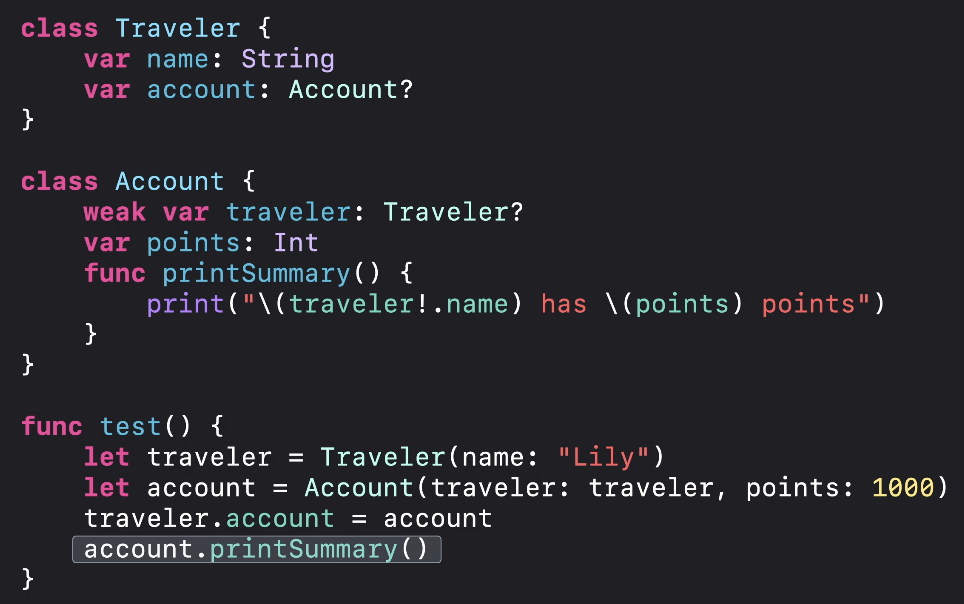 class Traveler {
    var name: String
    var account: Account?
}

class Account {
    weak var traveler: Traveler?
    var points: Int
    func printSummary() {
        print("\(traveler!.name) has \(points) points")
    }
}

func test() {
    let traveler = Traveler(name: "Lily")
    let account = Account(traveler: traveler, points: 1000)
    traveler.account = account
    account.printSummary()
}